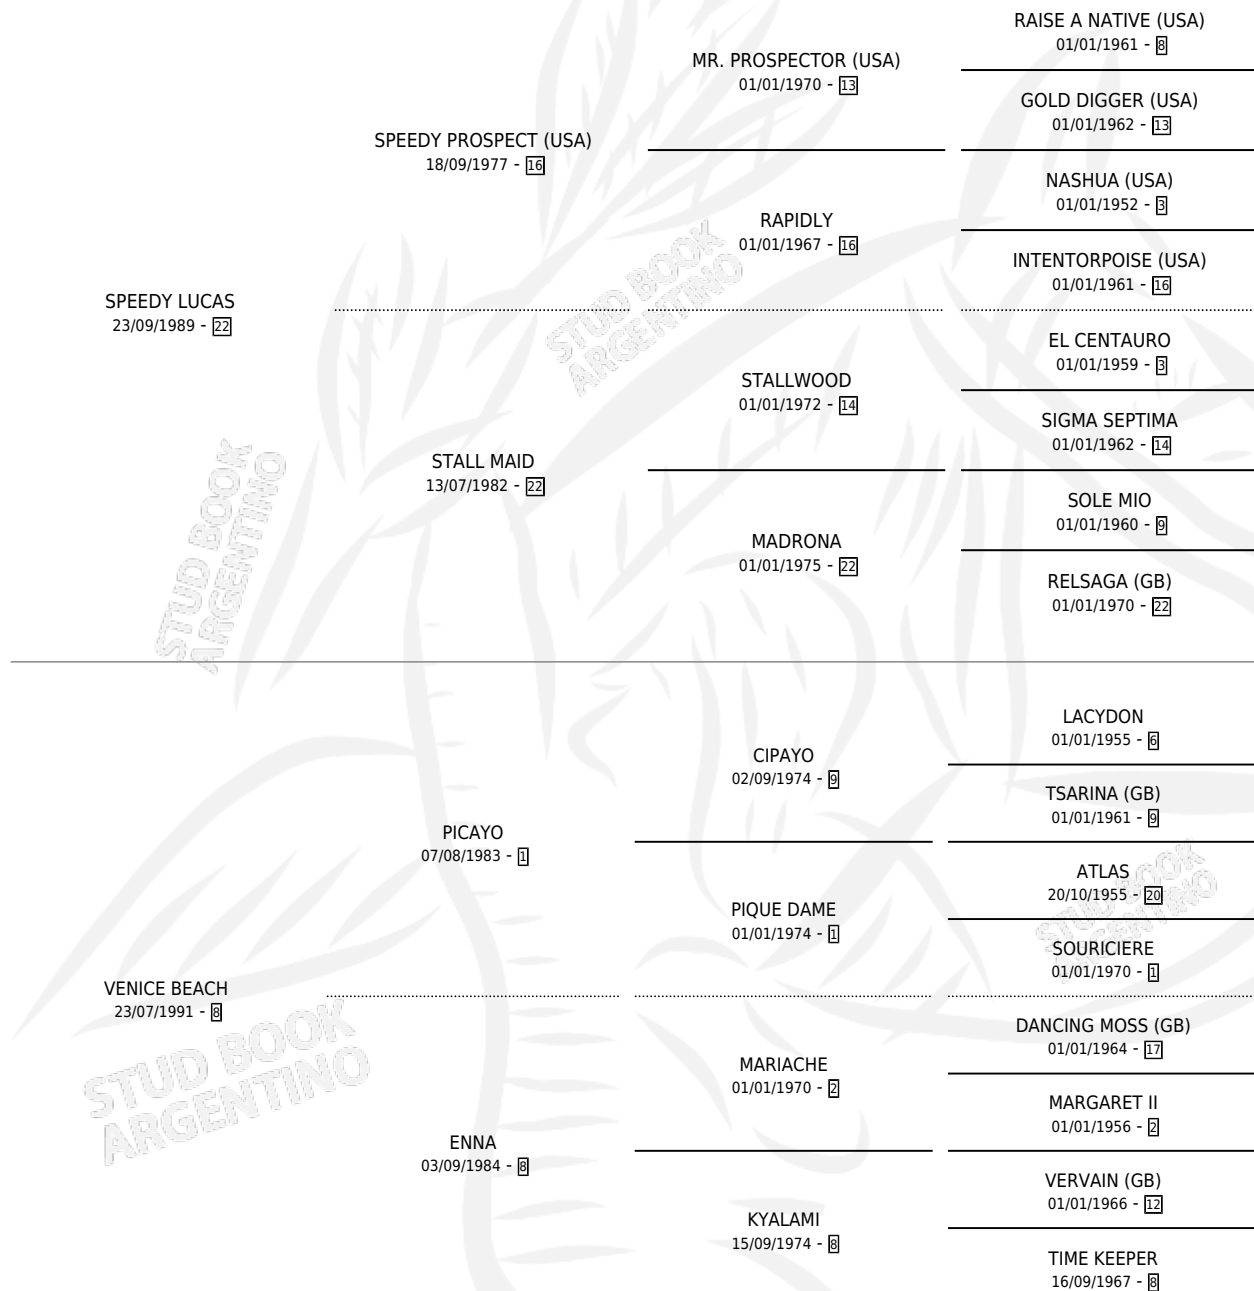 RAISE A NATIVE (USA)
01/01/1961 - 8
MR. PROSPECTOR (USA)
01/01/1970 - 13
GOLD DIGGER (USA)
01/01/1962 - 13
SPEEDY PROSPECT (USA)
18/09/1977 - 16
NASHUA (USA)
01/01/1952 - 3
RAPIDLY
01/01/1967 - 16
INTENTORPOISE (USA)
01/01/1961 - 16
SPEEDY LUCAS
23/09/1989 - 22
EL CENTAURO
01/01/1959 - 3
STALLWOOD
01/01/1972 - 14
SIGMA SEPTIMA
01/01/1962 - 14
STALL MAID
13/07/1982 - 22
SOLE MIO
01/01/1960 - 9
MADRONA
01/01/1975 - 22
RELSAGA (GB)
01/01/1970 - 22
LACYDON
01/01/1955 - 6
CIPAYO
02/09/1974 - 9
TSARINA (GB)
01/01/1961 - 9
PICAYO
07/08/1983 - 1
ATLAS
20/10/1955 - 20
PIQUE DAME
01/01/1974 - 1
SOURICIERE
01/01/1970 - 1
VENICE BEACH
23/07/1991 - 8
DANCING MOSS (GB)
01/01/1964 - 17
MARIACHE
01/01/1970 - 2
MARGARET II
01/01/1956 - 2
ENNA
03/09/1984 - 8
VERVAIN (GB)
01/01/1966 - 12
KYALAMI
15/09/1974 - 8
TIME KEEPER
16/09/1967 - 8
STUD BOOK
ARGENTINO
STUD BOOK
ARGENTINO
STUD BOOK
ARGENTINO
STUD BOOK
ARGENTINO